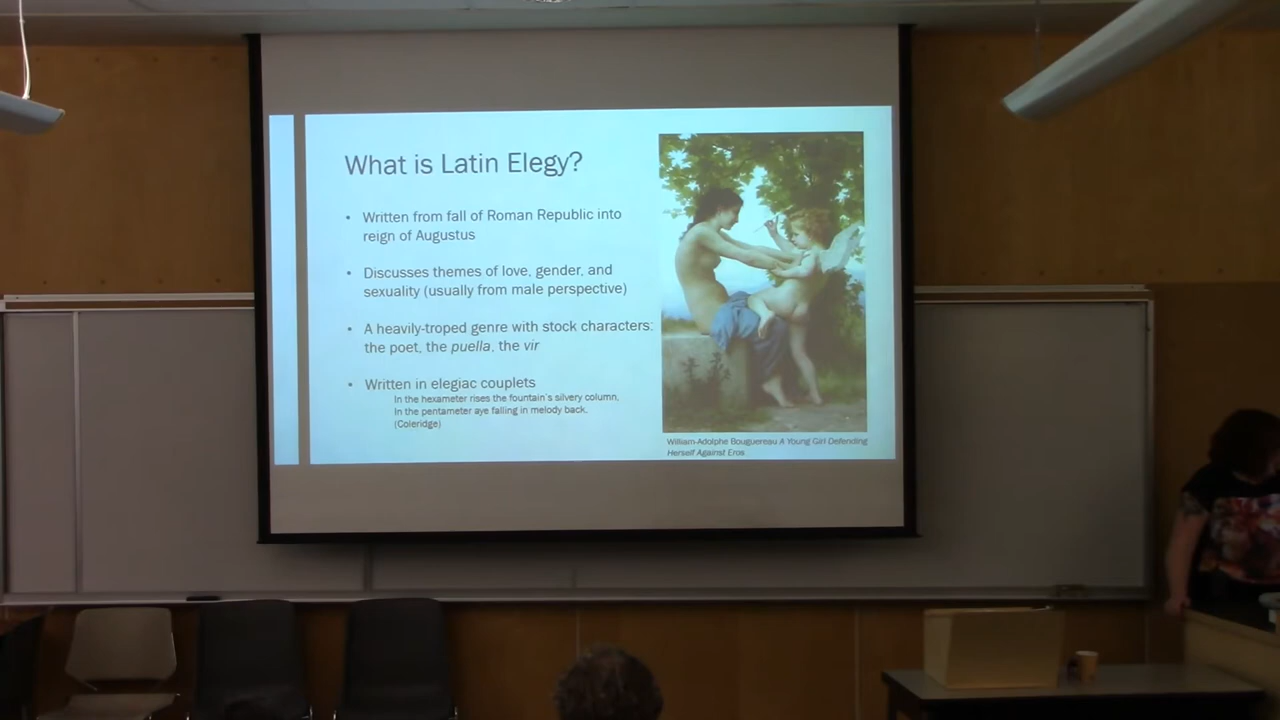 What is Latin Elegy?
• Written from fall of Roman Republic into
reign of Augustus
• Discusses themes of love, gender, and
sexuality (usually from male perspective)
• A heavily-troped genre with stock characters:
the poet, the puella, the vir
• Written in elegiac couplets
In the hexameter rises the fountain's silvery column,
In the pentameter aye falling in melody back.
(Coleridge)
William-Adolphe Bouguereau A Young Girl Defending
Herself Against Eros